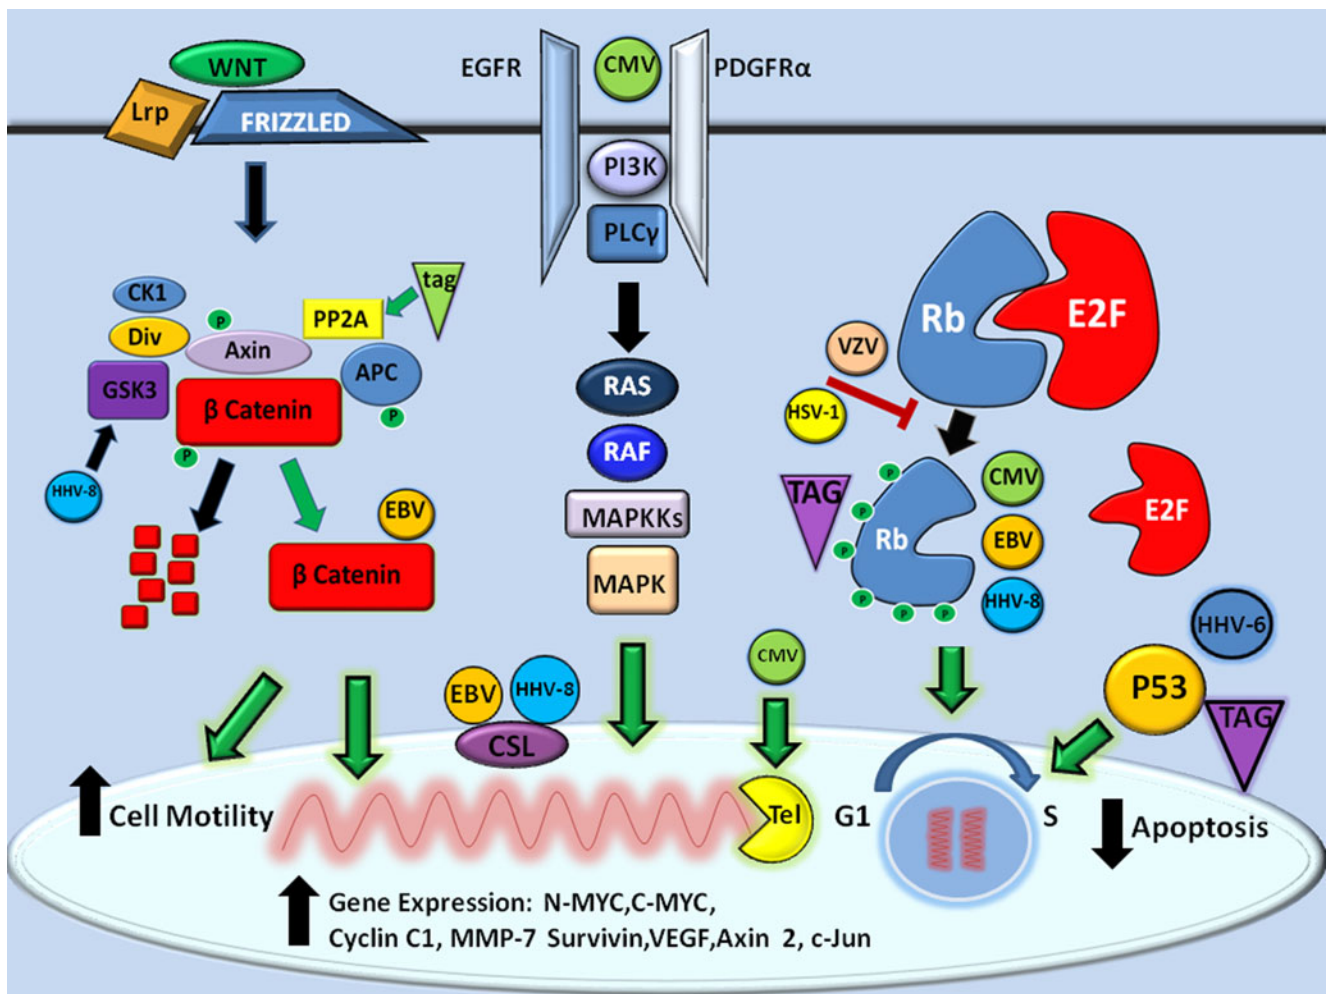 WNT
Lrp
FRIZZLED
EGFR
CMV
PDGFRα
PI3K
PLCγ
CK1
Div
GSK3
P
Axin
PP2A
tag
APC
P
β Catenin
P
HHV-8
EBV
β Catenin
RAS
RAF
MAPKKs
MAPK
Rb
E2F
VZV
HSV-1
TAG
P
P
P
P
P
P
P
Rb
CMV
EBV
HHV-8
E2F
HHV-6
P53
TAG
EBV
HHV-8
CSL
CMV
Cell Motility
Tel
G1
S
Apoptosis
Gene Expression: N-MYC,C-MYC,
Cyclin C1, MMP-7 Survivin,VEGF,Axin 2, c-Jun